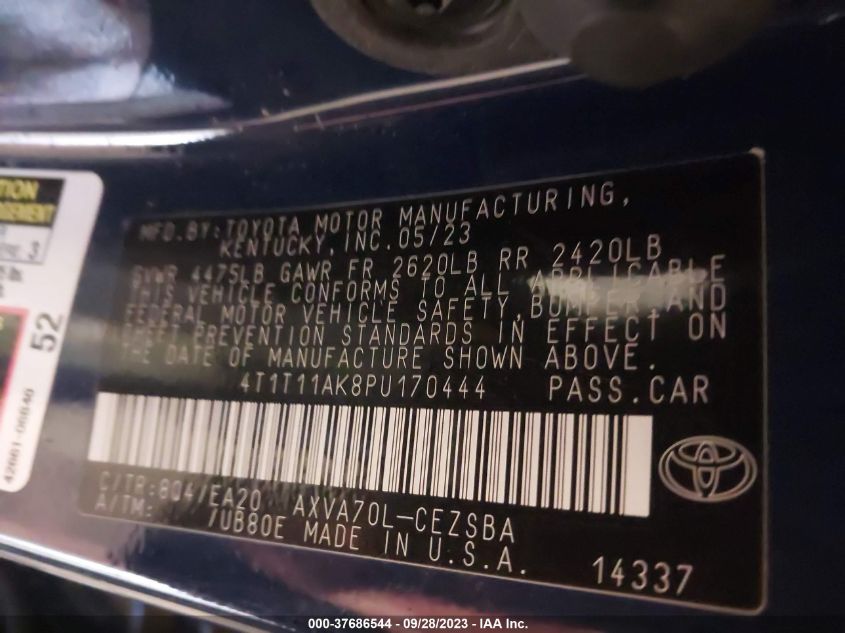 MFD.BY:TOYOTA MOTOR MANUFACTURING,
KENTUCKY,INC.05/23
GVWR 4475LB GAWR FR 2620LB RR 2420LB
THIS VEHICLE CONFORMS TO ALL APPLICABLE
FEDERAL MOTOR VEHICLE SAFETY,BUMPER,AND
THEFT PREVENTION STANDARDS IN EFFECT ON
THE DATE OF MANUFACTURE SHOWN ABOVE.
4T1T11AK8PU170444 PASS.CAR
C/TR:8Q4/EA20 AXVA70L-CEZSBA
A/TM: /UB80E MADE IN U.S.A.
14337
3
52
000-37686544 - 09/28/2023 - IAA Inc.